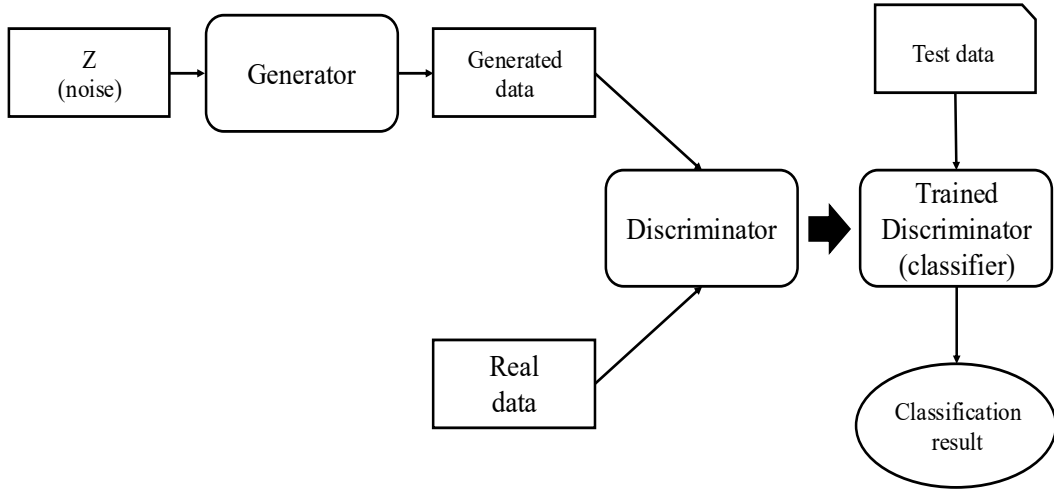 Z
(noise)
Generator
Generated
data
Test data
Discriminator
Trained
Discriminator
(classifier)
Real
data
Classification
result